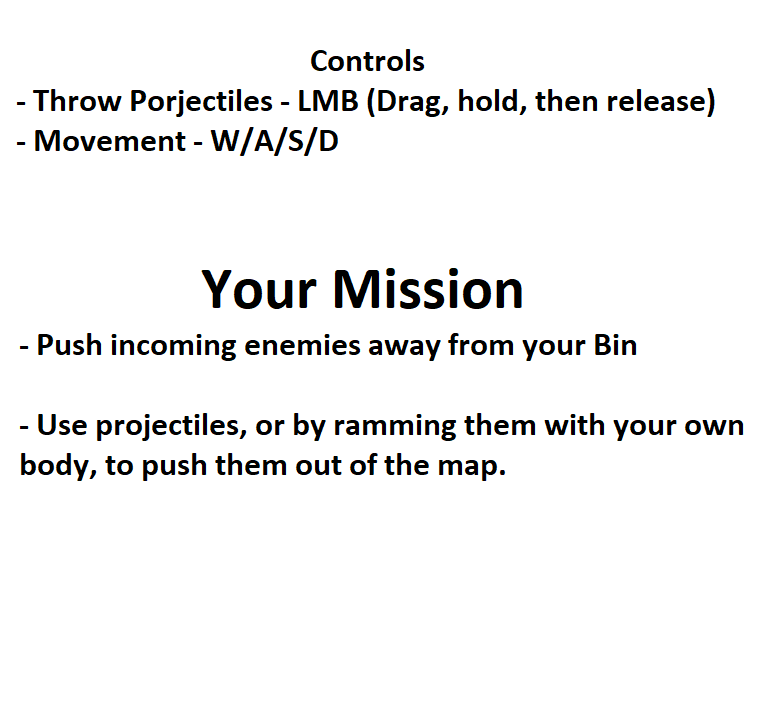 Controls
- Throw Porjectiles - LMB (Drag, hold, then release)
- Movement - W/A/S/D
Your Mission
- Push incoming enemies away from your Bin
- Use projectiles, or by ramming them with your own
body, to push them out of the map.